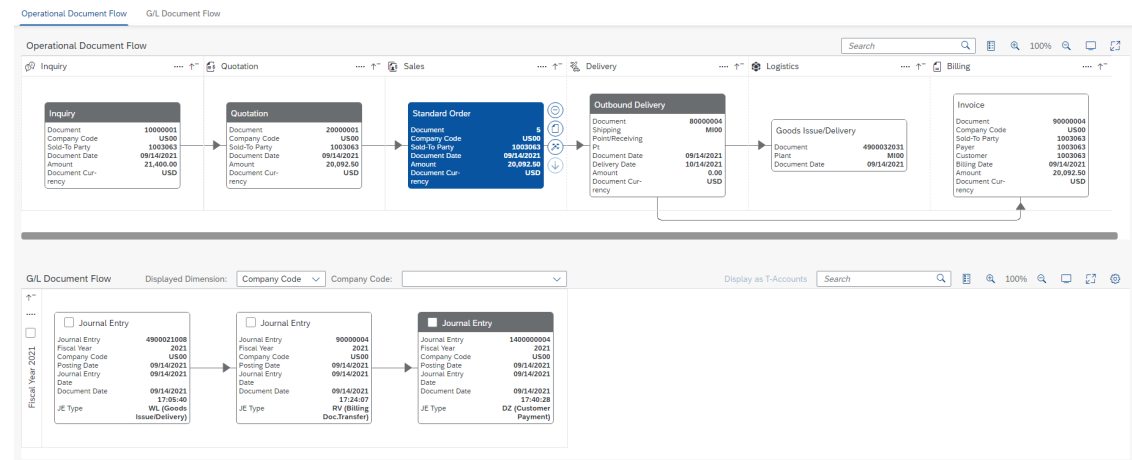 Operational Document Flow G/L Document Flow
Operational Document Flow Search 100%
Inquiry Quotation Sales Delivery Logistics Billing
Inquiry
Document 10000001
Company Code US00
Sold-To Party 1003063
Document Date 09/14/2021
Amount 21,400.00
Document Cur- USD
rency
Quotation
Document 20000001
Company Code US00
Sold-To Party 1003063
Document Date 09/14/2021
Amount 20,092.50
Document Cur- USD
rency
Standard Order
Document 5
Company Code US00
Sold-To Party 1003063
Document Date 09/14/2021
Amount 20,092.50
Document Cur- USD
rency
Outbound Delivery
Document 80000004
Shipping MI00
Point/Receiving
Pt
Document Date 09/14/2021
Delivery Date 10/14/2021
Amount 0.00
Document Cur- USD
rency
Goods Issue/Delivery
Document 4900032031
Plant MI00
Document Date 09/14/2021
Invoice
Document 90000004
Company Code US00
Sold-To Party 1003063
Payer 1003063
Customer 1003063
Billing Date 09/14/2021
Amount 20,092.50
Document Cur- USD
rency
G/L Document Flow Displayed Dimension: Company Code Company Code: Display as T-Accounts Search 100%
Fiscal Year 2021
Journal Entry
Journal Entry 4900021008
Fiscal Year 2021
Company Code US00
Posting Date 09/14/2021
Journal Entry 09/14/2021
Date
Document Date 09/14/2021
17:05:40
JE Type WL (Goods
Issue/Delivery)
Journal Entry
Journal Entry 90000004
Fiscal Year 2021
Company Code US00
Posting Date 09/14/2021
Journal Entry 09/14/2021
Date
Document Date 09/14/2021
17:24:07
JE Type RV (Billing
Doc.Transfer)
Journal Entry
Journal Entry 1400000004
Fiscal Year 2021
Company Code US00
Posting Date 09/14/2021
Journal Entry 09/14/2021
Date
Document Date 09/14/2021
17:40:28
JE Type DZ (Customer
Payment)